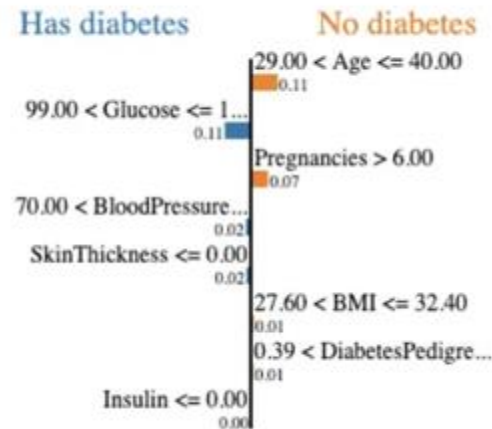 Has diabetes No diabetes
29.00 < Age <= 40.00
0.11
99.00 < Glucose <= 1...
0.11
Pregnancies > 6.00
0.07
70.00 < BloodPressure...
0.02
SkinThickness <= 0.00
0.02
27.60 < BMI <= 32.40
0.01
0.39 < DiabetesPedigre...
0.01
Insulin <= 0.00
0.00